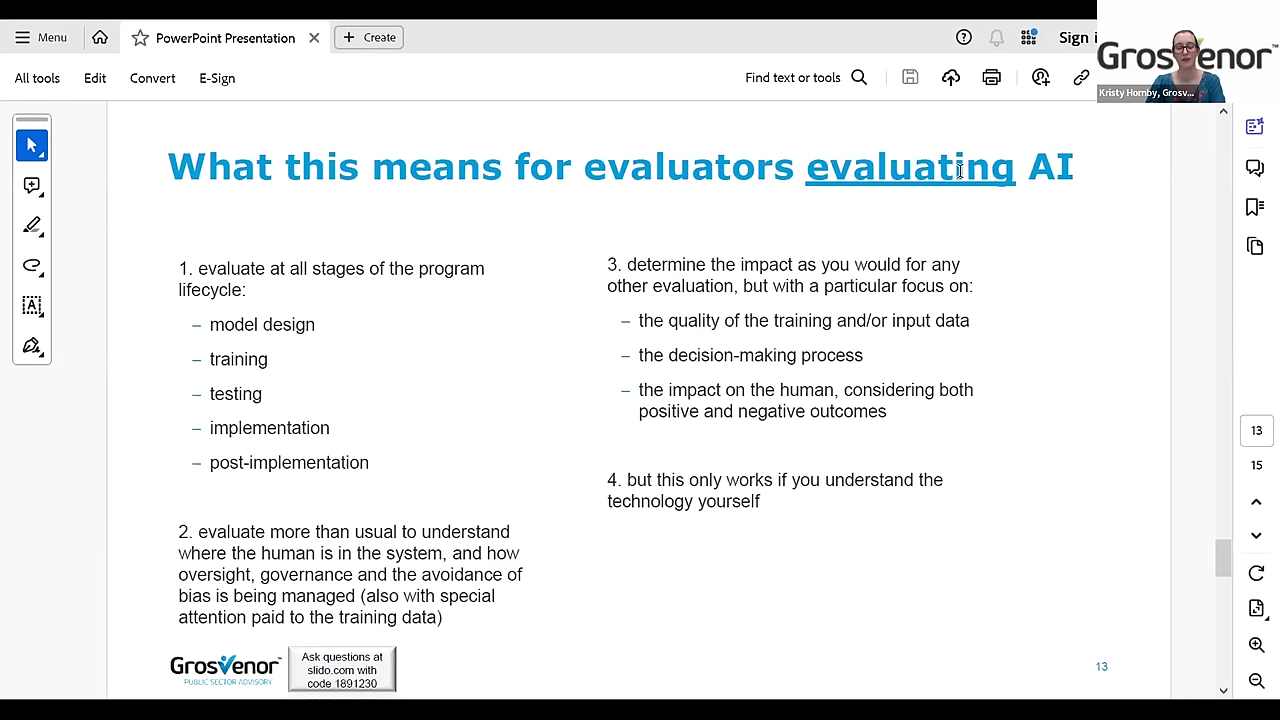 Menu
PowerPoint Presentation
Create
Sign i
GrosVenor™
Kristy Hornby, Grosv...
All tools
Edit
Convert
E-Sign
Find text or tools
What this means for evaluators evaluating AI
1. evaluate at all stages of the program
lifecycle:
– model design
– training
– testing
– implementation
– post-implementation
2. evaluate more than usual to understand
where the human is in the system, and how
oversight, governance and the avoidance of
bias is being managed (also with special
attention paid to the training data)
3. determine the impact as you would for any
other evaluation, but with a particular focus on:
– the quality of the training and/or input data
– the decision-making process
– the impact on the human, considering both
positive and negative outcomes
4. but this only works if you understand the
technology yourself
GrosVenor™
PUBLIC SECTOR ADVISORY
Ask questions at
slido.com with
code 1891230
13
13
15